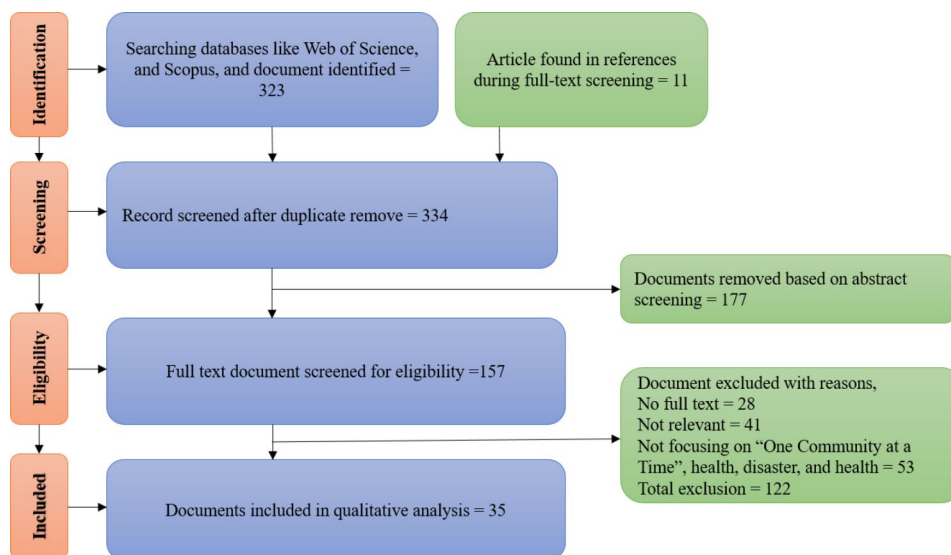 Identification
Searching databases like Web of Science,
and Scopus, and document identified =
323
Article found in references
during full-text screening = 11
Screening
Record screened after duplicate remove = 334
Documents removed based on abstract
screening = 177
Eligibility
Full text document screened for eligibility =157
Document excluded with reasons,
No full text = 28
Not relevant = 41
Not focusing on “One Community at a
Time”, health, disaster, and health = 53
Total exclusion = 122
Included
Documents included in qualitative analysis = 35